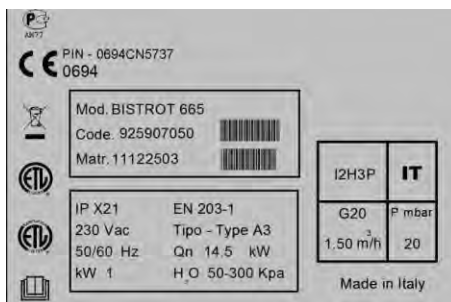 PIN - 0694CN5737
0694
Mod. BISTROT 665
Code. 925907050
Matr. 11122503
IP X21 EN 203-1
230 Vac Tipo - Type A3
50/60 Hz Qn 14.5 kW
kW 1 H₂O 50-300 Kpa
I2H3P IT
G20 P mbar
1.50 m³/h 20
Made in Italy
ETL
ETL